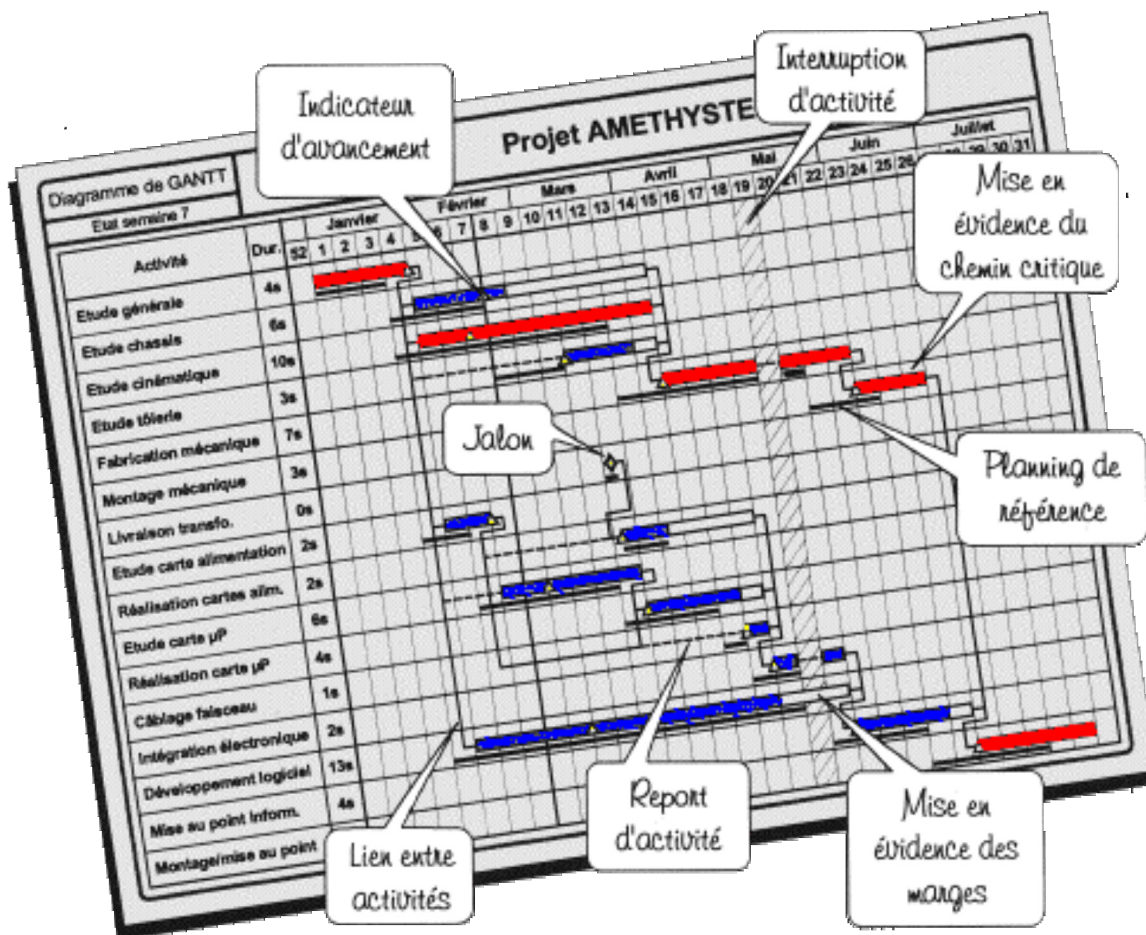 Interruption
d'activité
Indicateur
d'avancement
Projet AMETHYSTE
Diagramme de GANTT
Etat semaine 7
Janvier
Février
Mars
Avril
Mai
Juin
Juillet
Activité
Dur.
52 1 2 3 4 6 7 8 9 10 11 12 13 14 15 16 17 18 19 20 21 22 23 24 25 26 29 30 31
Mise en
évidence du
chemin critique
Etude générale 4s
Etude chassis 6s
Etude cinématique 10s
Etude tôlerie 3s
Fabrication mécanique 7s
Montage mécanique 3s
Livraison transfo. 0s
Etude carte alimentation 2s
Réalisation cartes alim. 2s
Etude carte µP 6s
Réalisation carte µP 4s
Câblage faisceau 1s
Intégration électronique 2s
Développement logiciel 13s
Mise au point Inform. 4s
Montage/mise au point
Jalon
Planning de
référence
Lien entre
activités
Report
d'activité
Mise en
évidence des
marges